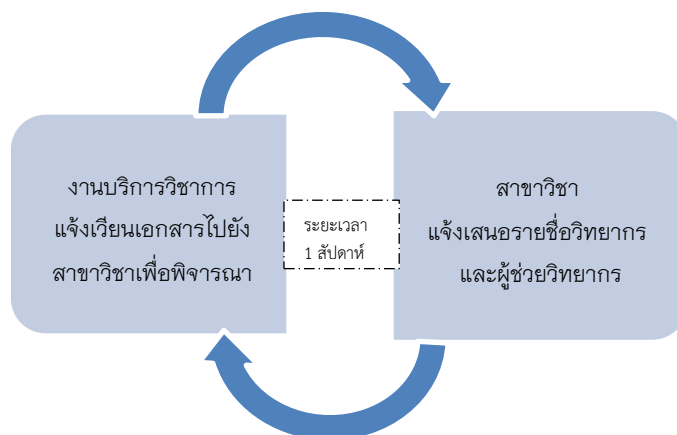 งานบริการวิชาการ
แจ้งเวียนเอกสารไปยัง
สาขาวิชาเพื่อพิจารณา
ระยะเวลา
1 สัปดาห์
สาขาวิชา
แจ้งเสนอรายชื่อวิทยากร
และผู้ช่วยวิทยากร